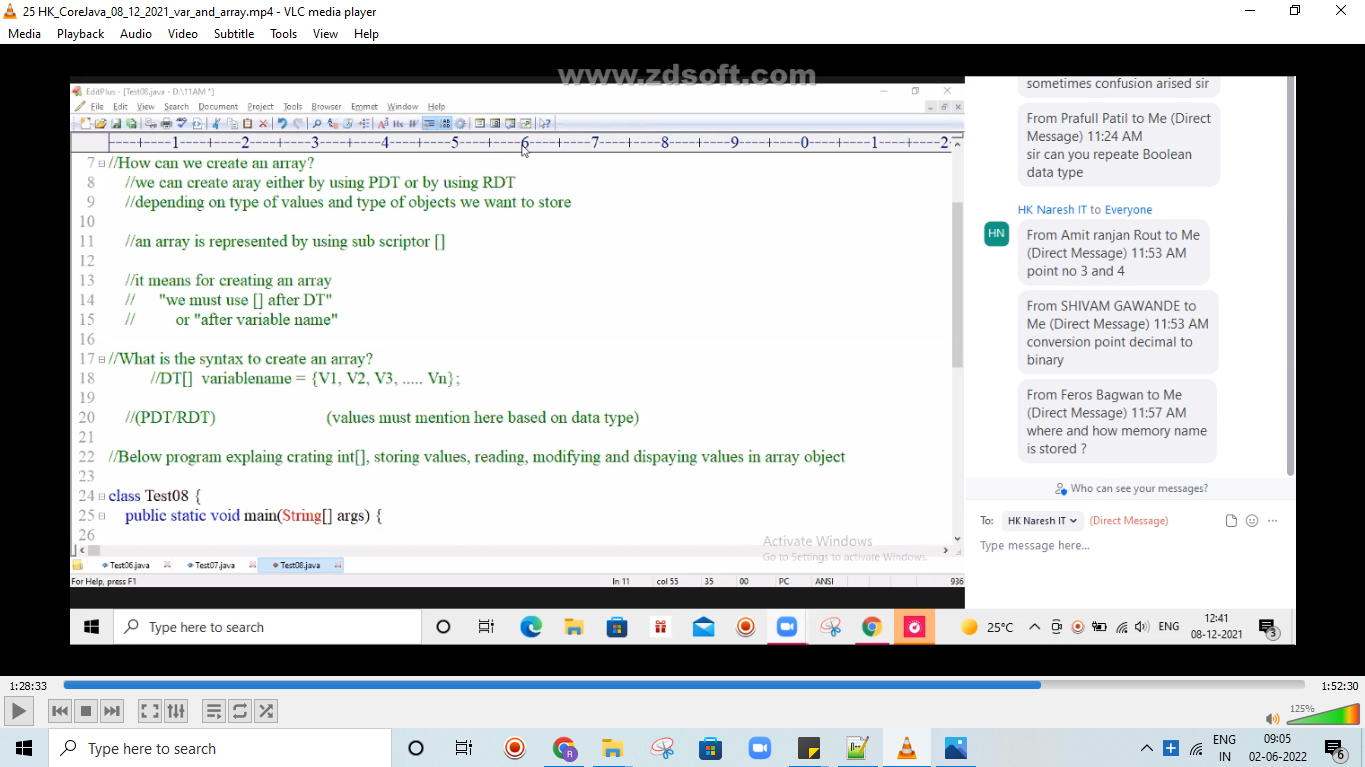 25 HK_CoreJava_08_12_2021_var_and_array.mp4 - VLC media player
Media Playback Audio Video Subtitle Tools View Help
www.zdsoft.com
EditPlus - [Test08.java - D:\11AM *]
File Edit View Search Document Project Tools Browser Emmet Window Help
----+----1----+----2----+----3----+----4----+----5----+----6----+----7----+----8----+----9----+----0----+----1----+----2
7 //How can we create an array?
8 //we can create aray either by using PDT or by using RDT
9 //depending on type of values and type of objects we want to store
10
11 //an array is represented by using sub scriptor []
12
13 //it means for creating an array
14 // "we must use [] after DT"
15 // or "after variable name"
16
17 //What is the syntax to create an array?
18 //DT[] variablename = {V1, V2, V3, ..... Vn};
19
20 //(PDT/RDT) (values must mention here based on data type)
21
22 //Below program explaing crating int[], storing values, reading, modifying and dispaying values in array object
23
24 class Test08 {
25 public static void main(String[] args) {
26
Activate Windows
Go to Settings to activate Windows.
Test06.java Test07.java Test08.java
For Help, press F1 ln 11 col 55 35 00 PC ANSI 936
sometimes confusion arised sir
From Prafull Patil to Me (Direct
Message) 11:24 AM
sir can you repeate Boolean
data type
HK Naresh IT to Everyone
HN
From Amit ranjan Rout to Me
(Direct Message) 11:53 AM
point no 3 and 4
From SHIVAM GAWANDE to
Me (Direct Message) 11:53 AM
conversion point decimal to
binary
From Feros Bagwan to Me
(Direct Message) 11:57 AM
where and how memory name
is stored ?
Who can see your messages?
To: HK Naresh IT (Direct Message)
Type message here...
Type here to search
25°C ENG 12:41
08-12-2021 3
1:28:33 1:52:30
125%
Type here to search
ENG 09:05
IN 02-06-2022 6